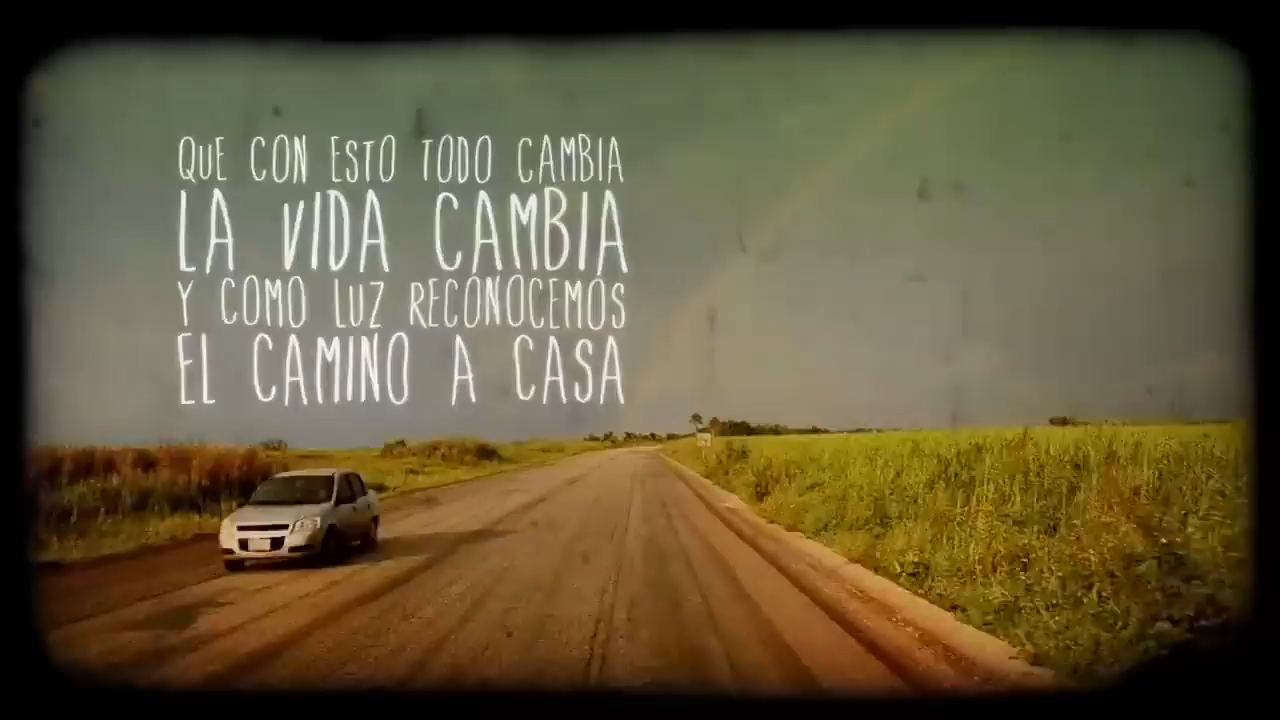 QUE CON ESTO TODO CAMBIA
LA VIDA CAMBIA
Y COMO LUZ RECONOCEMOS
EL CAMINO A CASA